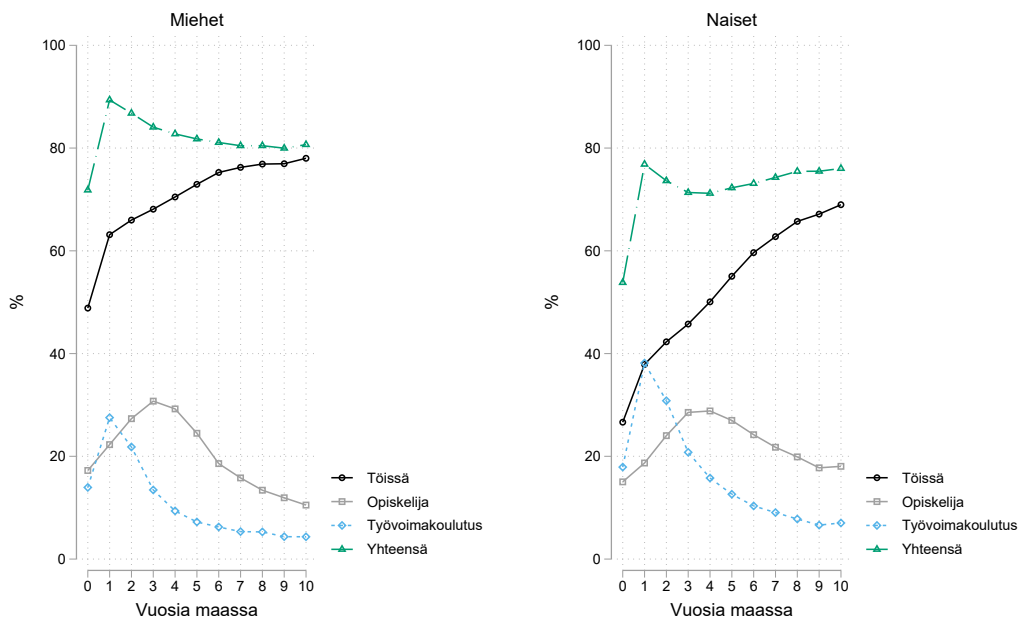 Miehet
100
80
60
40
20
0
%
0 1 2 3 4 5 6 7 8 9 10
Vuosia maassa
Töissä
Opiskelija
Työvoimakoulutus
Yhteensä
Naiset
100
80
60
40
20
0
%
0 1 2 3 4 5 6 7 8 9 10
Vuosia maassa
Töissä
Opiskelija
Työvoimakoulutus
Yhteensä